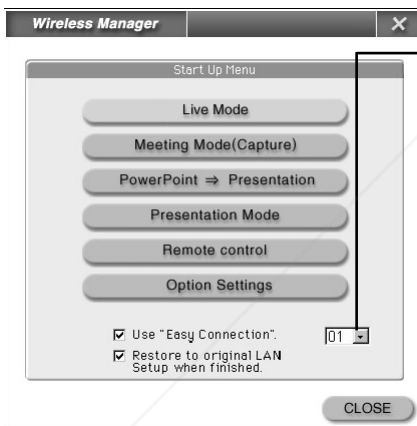 Wireless Manager
Start Up Menu
Live Mode
Meeting Mode(Capture)
PowerPoint ⇒ Presentation
Presentation Mode
Remote control
Option Settings
Use "Easy Connection". 01
Restore to original LAN
Setup when finished.
CLOSE